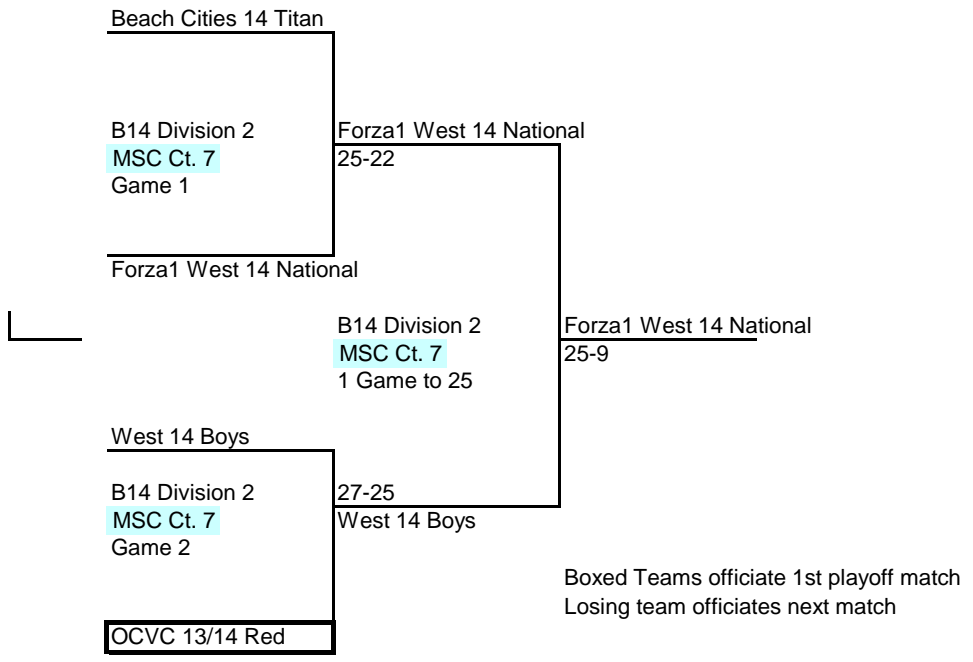 Beach Cities 14 Titan
B14 Division 2
MSC Ct. 7
Game 1
Forza1 West 14 National
25-22
Forza1 West 14 National
B14 Division 2
MSC Ct. 7
1 Game to 25
Forza1 West 14 National
25-9
West 14 Boys
B14 Division 2
MSC Ct. 7
Game 2
27-25
West 14 Boys
OCVC 13/14 Red
Boxed Teams officiate 1st playoff match
Losing team officiates next match